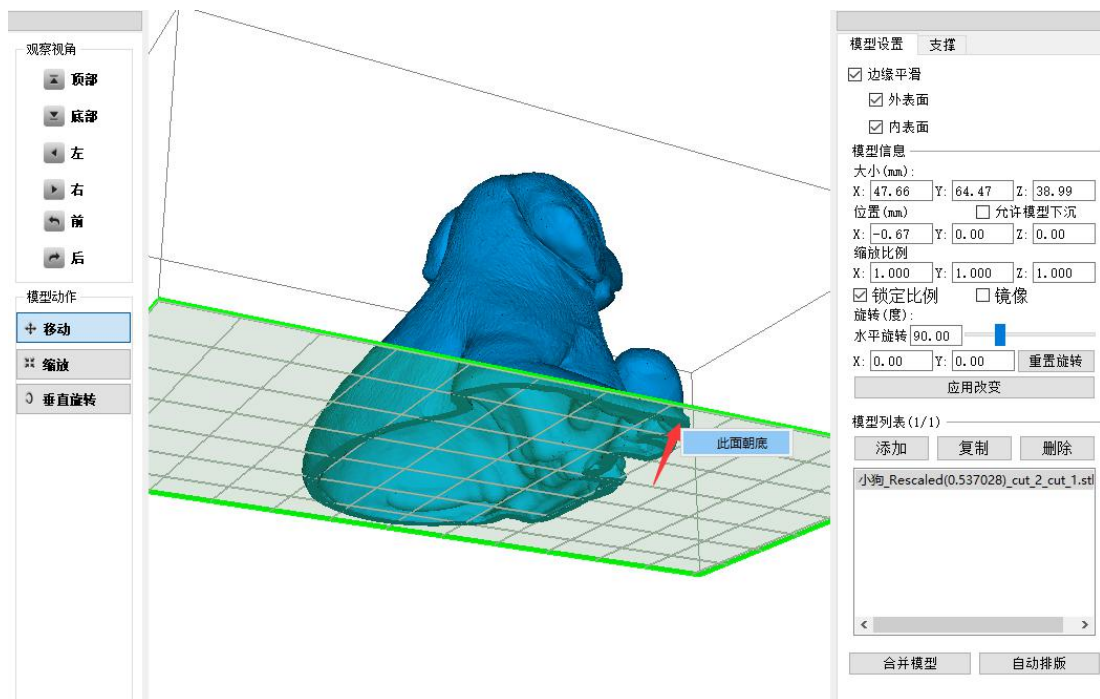 观察视角
顶部
底部
左
右
前
后
模型动作
移动
缩放
垂直旋转
此面朝底
模型设置 支撑
边缘平滑
外表面
内表面
模型信息
大小(mm):
X: 47.66 Y: 64.47 Z: 38.99
位置(mm) 允许模型下沉
X: -0.67 Y: 0.00 Z: 0.00
缩放比例
X: 1.000 Y: 1.000 Z: 1.000
锁定比例 镜像
旋转(度):
水平旋转 90.00
X: 0.00 Y: 0.00 重置旋转
应用改变
模型列表(1/1)
添加 复制 删除
小狗_Rescaled(0.537028)_cut_2_cut_1.stl
合并模型 自动排版